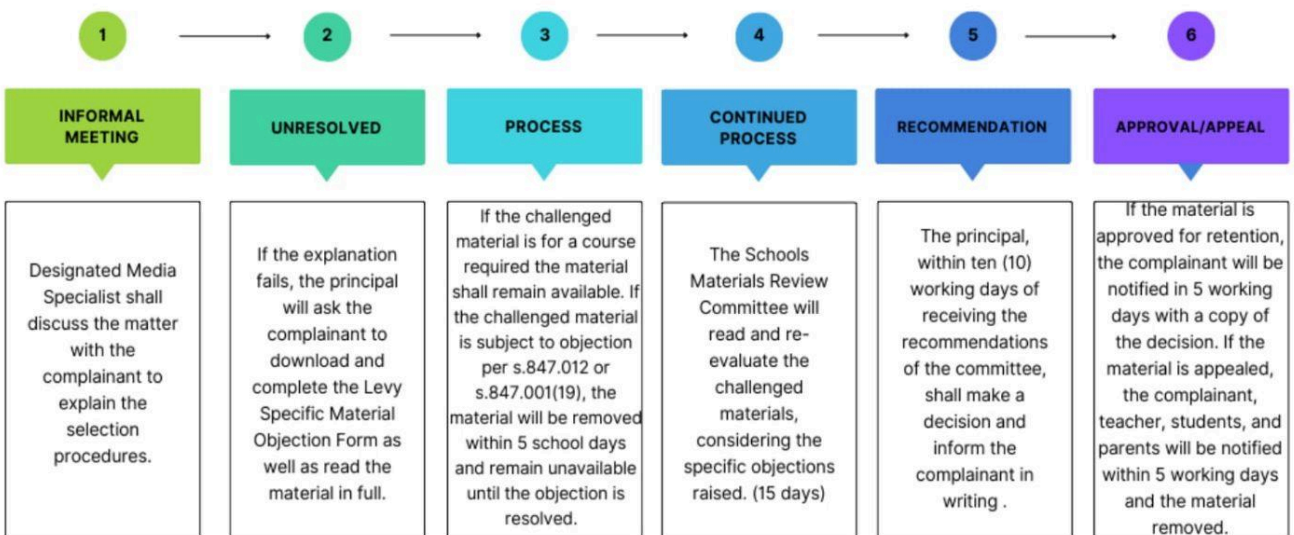 1
2
3
4
5
6
INFORMAL
MEETING
UNRESOLVED
PROCESS
CONTINUED
PROCESS
RECOMMENDATION
APPROVAL/APPEAL
Designated Media
Specialist shall
discuss the matter
with the
complainant to
explain the
selection
procedures.
If the explanation
fails, the principal
will ask the
complainant to
download and
complete the Levy
Specific Material
Objection Form as
well as read the
material in full.
If the challenged
material is for a course
required the material
shall remain available. If
the challenged material
is subject to objection
per s.847.012 or
s.847.001(19), the
material will be removed
within 5 school days
and remain unavailable
until the objection is
resolved.
The Schools
Materials Review
Committee will
read and re-
evaluate the
challenged
materials,
considering the
specific objections
raised. (15 days)
The principal,
within ten (10)
working days of
receiving the
recommendations
of the committee,
shall make a
decision and
inform the
complainant in
writing .
If the material is
approved for retention,
the complainant will be
notified in 5 working
days with a copy of
the decision. If the
material is appealed,
the complainant,
teacher, students, and
parents will be notified
within 5 working days
and the material
removed.